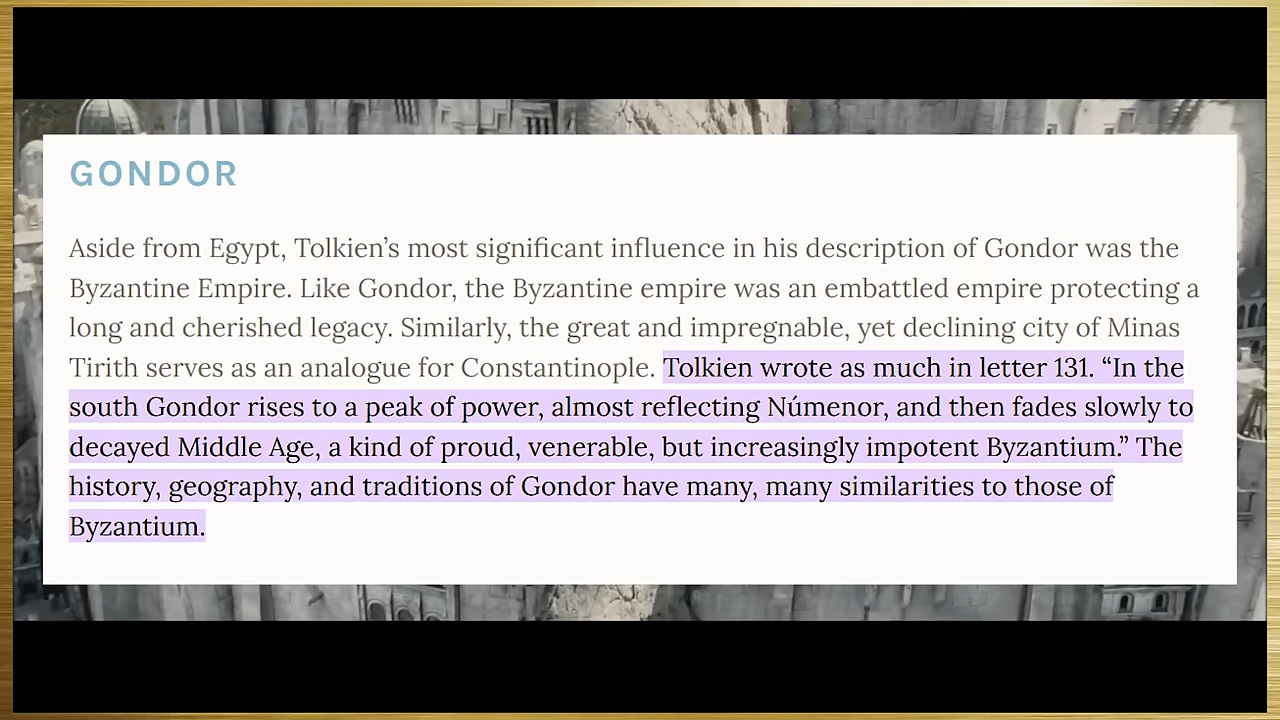 GONDOR
Aside from Egypt, Tolkien’s most significant influence in his description of Gondor was the
Byzantine Empire. Like Gondor, the Byzantine empire was an embattled empire protecting a
long and cherished legacy. Similarly, the great and impregnable, yet declining city of Minas
Tirith serves as an analogue for Constantinople. Tolkien wrote as much in letter 131. “In the
south Gondor rises to a peak of power, almost reflecting Númenor, and then fades slowly to
decayed Middle Age, a kind of proud, venerable, but increasingly impotent Byzantium.” The
history, geography, and traditions of Gondor have many, many similarities to those of
Byzantium.